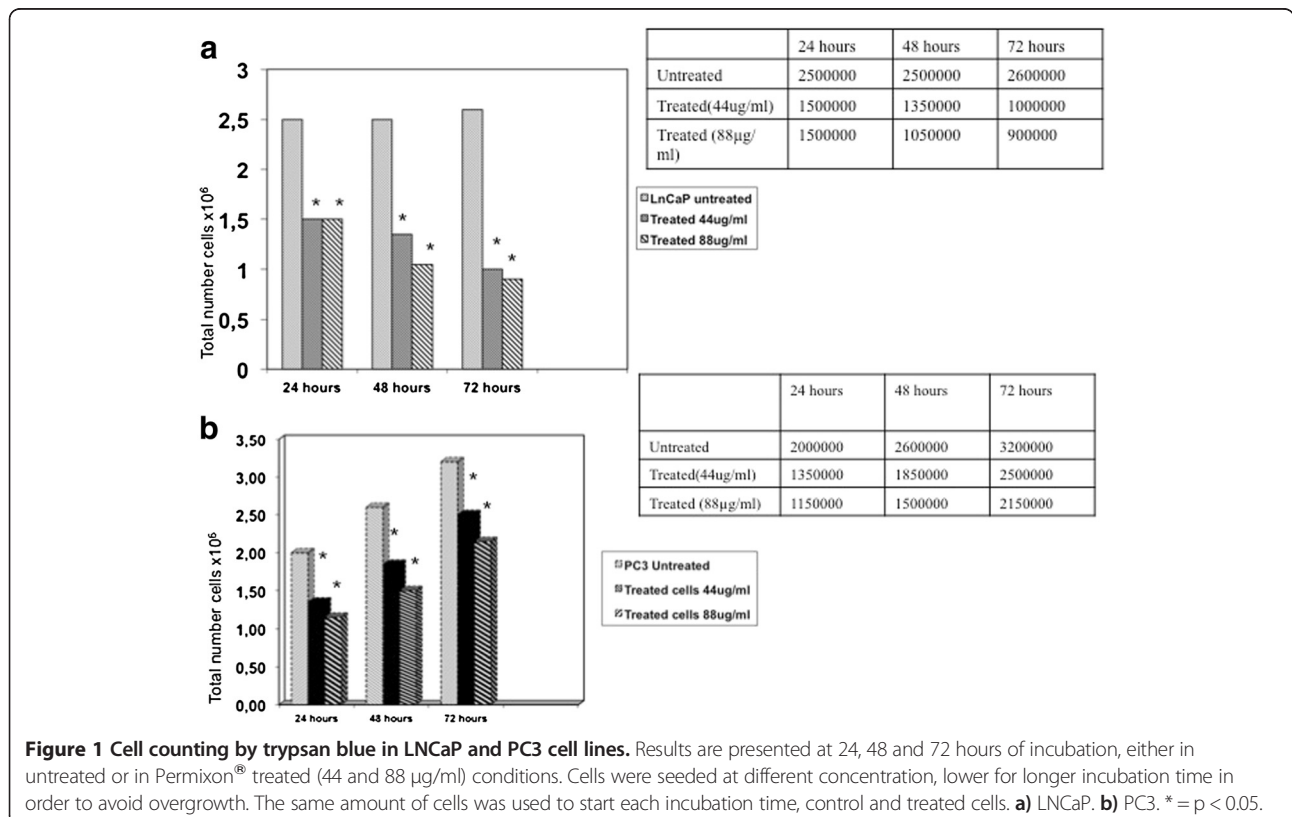 a
3
2,5
2
1,5
1
0,5
0
Total number cells x10⁶
* *
* *
* *
24 hours 48 hours 72 hours
24 hours 48 hours 72 hours
Untreated 2500000 2500000 2600000
Treated(44ug/ml) 1500000 1350000 1000000
Treated (88µg/ 1500000 1050000 900000
ml)
LnCaP untreated
Treated 44ug/ml
Treated 88ug/ml
b
3,50
3,00
2,50
2,00
1,50
1,00
0,50
0,00
Total number cells x10⁶
* *
* *
* *
24 hours 48 hours 72 hours
24 hours 48 hours 72 hours
Untreated 2000000 2600000 3200000
Treated(44ug/ml) 1350000 1850000 2500000
Treated (88µg/ml) 1150000 1500000 2150000
PC3 Untreated
Treated cells 44ug/ml
Treated cells 88ug/ml
Figure 1 Cell counting by trypsan blue in LNCaP and PC3 cell lines. Results are presented at 24, 48 and 72 hours of incubation, either in
untreated or in Permixon® treated (44 and 88 µg/ml) conditions. Cells were seeded at different concentration, lower for longer incubation time in
order to avoid overgrowth. The same amount of cells was used to start each incubation time, control and treated cells. a) LNCaP. b) PC3. * = p < 0.05.